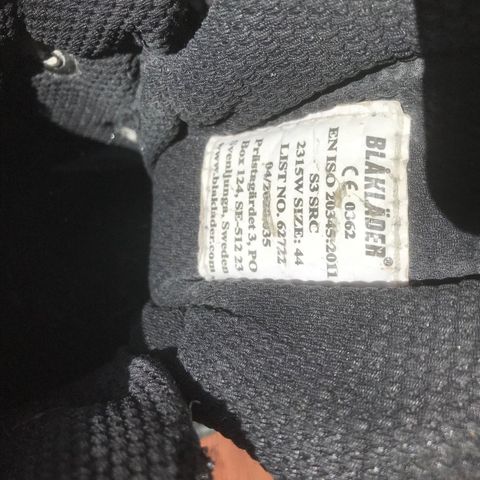 BLÅKLÄDER®
CE 0362
EN ISO 20345:2011
S3 SRC
2315W SIZE: 44
LIST NO. 62722
Prästgärdet 3, PO
Box 124, SE-512 23
Svenljunga, Sweden
www.blaklader.com